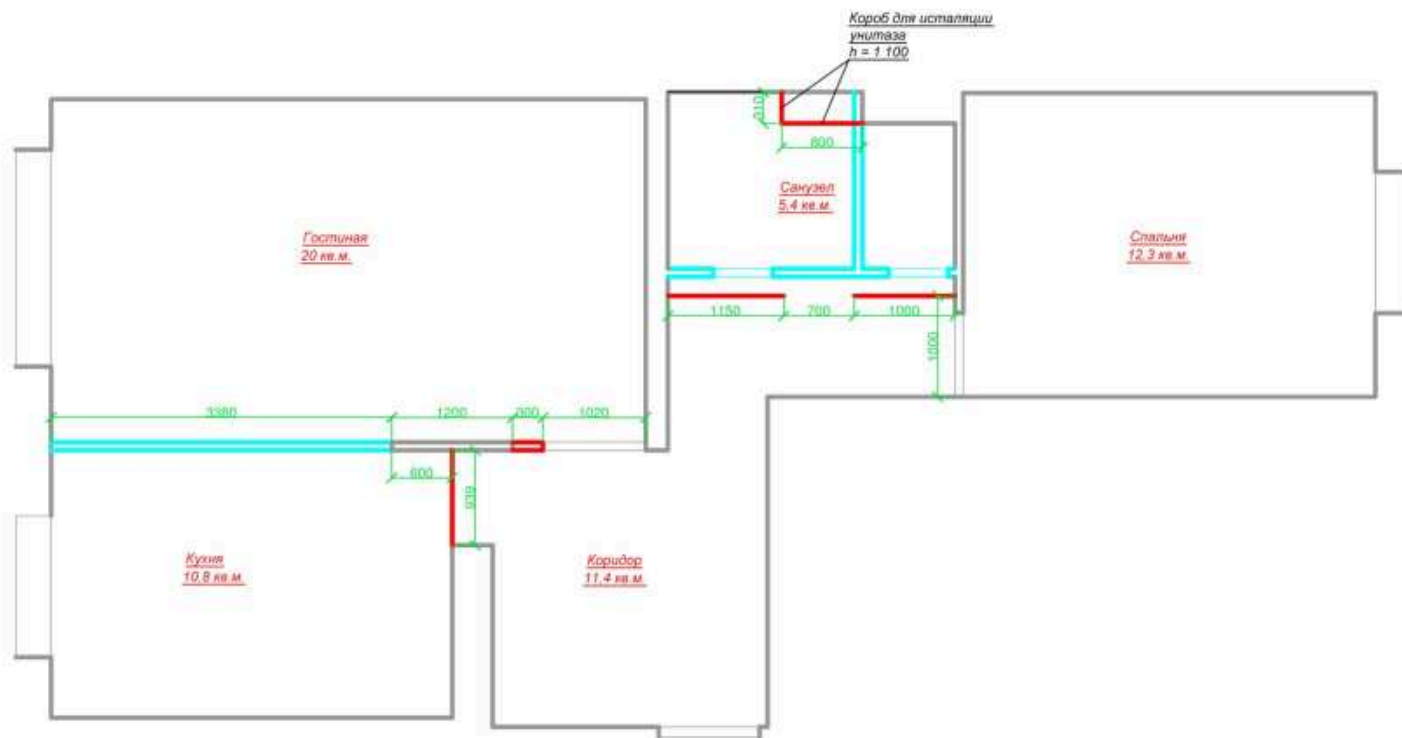 Короб для исталяции
унитаза
h = 1 100
310
800
Санузел
5,4 кв.м.
Гостиная
20 кв.м.
Спальня
12,3 кв.м.
1150
700
1000
1000
3380
1200
300
1020
600
939
Кухня
10,8 кв.м.
Коридор
11,4 кв.м.